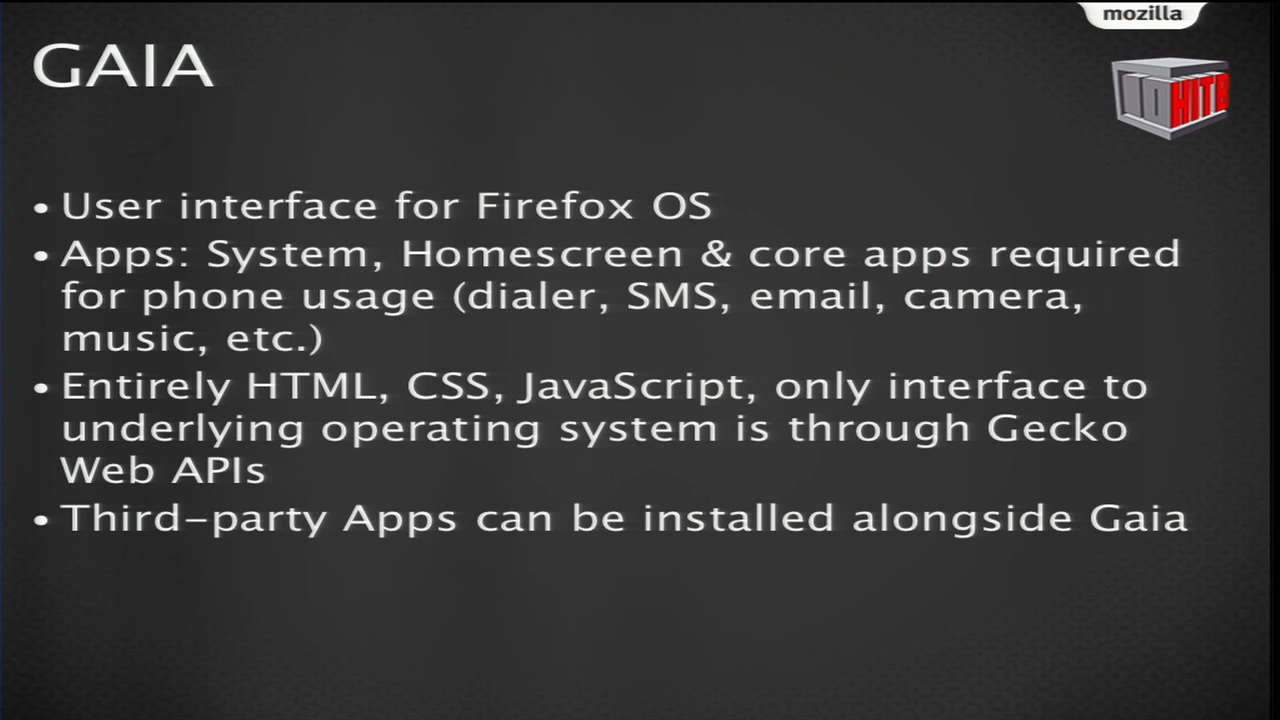 mozilla
GAIA
10 HITB
• User interface for Firefox OS
• Apps: System, Homescreen & core apps required
for phone usage (dialer, SMS, email, camera,
music, etc.)
• Entirely HTML, CSS, JavaScript, only interface to
underlying operating system is through Gecko
Web APIs
• Third-party Apps can be installed alongside Gaia